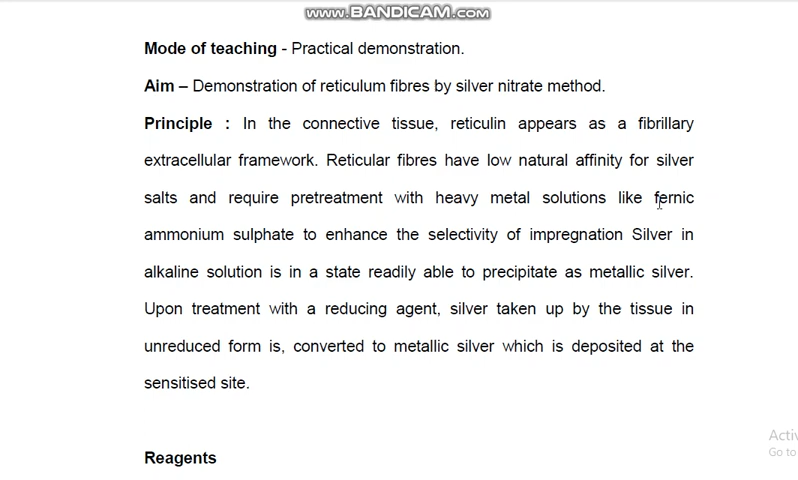 www.BANDICAM.com
Mode of teaching - Practical demonstration.
Aim – Demonstration of reticulum fibres by silver nitrate method.
Principle : In the connective tissue, reticulin appears as a fibrillary
extracellular framework. Reticular fibres have low natural affinity for silver
salts and require pretreatment with heavy metal solutions like fernic
ammonium sulphate to enhance the selectivity of impregnation Silver in
alkaline solution is in a state readily able to precipitate as metallic silver.
Upon treatment with a reducing agent, silver taken up by the tissue in
unreduced form is, converted to metallic silver which is deposited at the
sensitised site.
Activ
Go to
Reagents